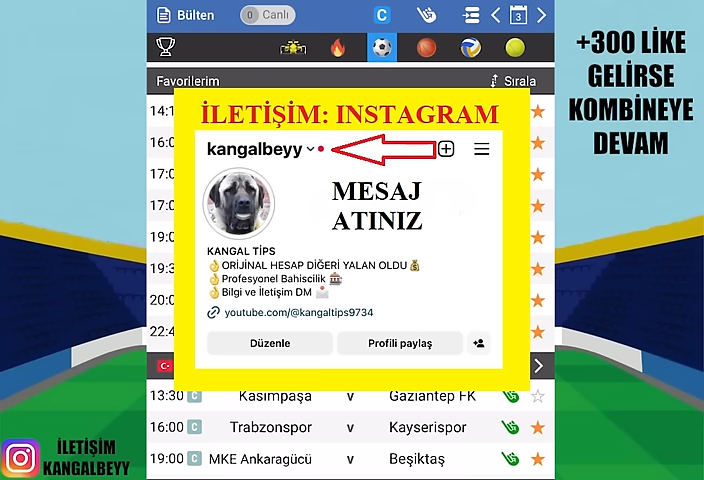 Bülten
0 Canlı
C
3
Favorilerim
Sırala
+300 LİKE
GELİRSE
KOMBİNEYE
DEVAM
İLETİŞİM: INSTAGRAM
kangalbeyy
MESAJ
ATINIZ
KANGAL TİPS
ORİJİNAL HESAP DİĞERİ YALAN OLDU
Profesyonel Bahiscilik
Bilgi ve İletişim DM
youtube.com/@kangaltips9734
Düzenle
Profili paylaş
13:30 C Kasımpaşa v Gaziantep FK
16:00 C Trabzonspor v Kayserispor
19:00 C MKE Ankaragücü v Beşiktaş
İLETİŞİM
KANGALBEYY